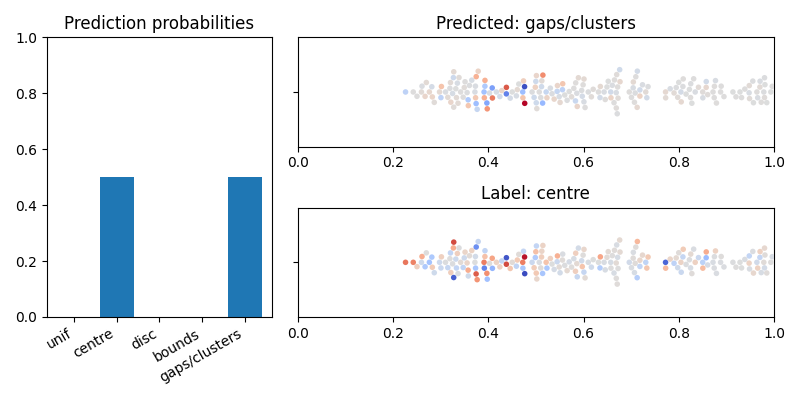 Prediction probabilities
1.0
0.8
0.6
0.4
0.2
0.0
unif
centre
disc
bounds
gaps/clusters
Predicted: gaps/clusters
0.0 0.2 0.4 0.6 0.8 1.0
Label: centre
0.0 0.2 0.4 0.6 0.8 1.0